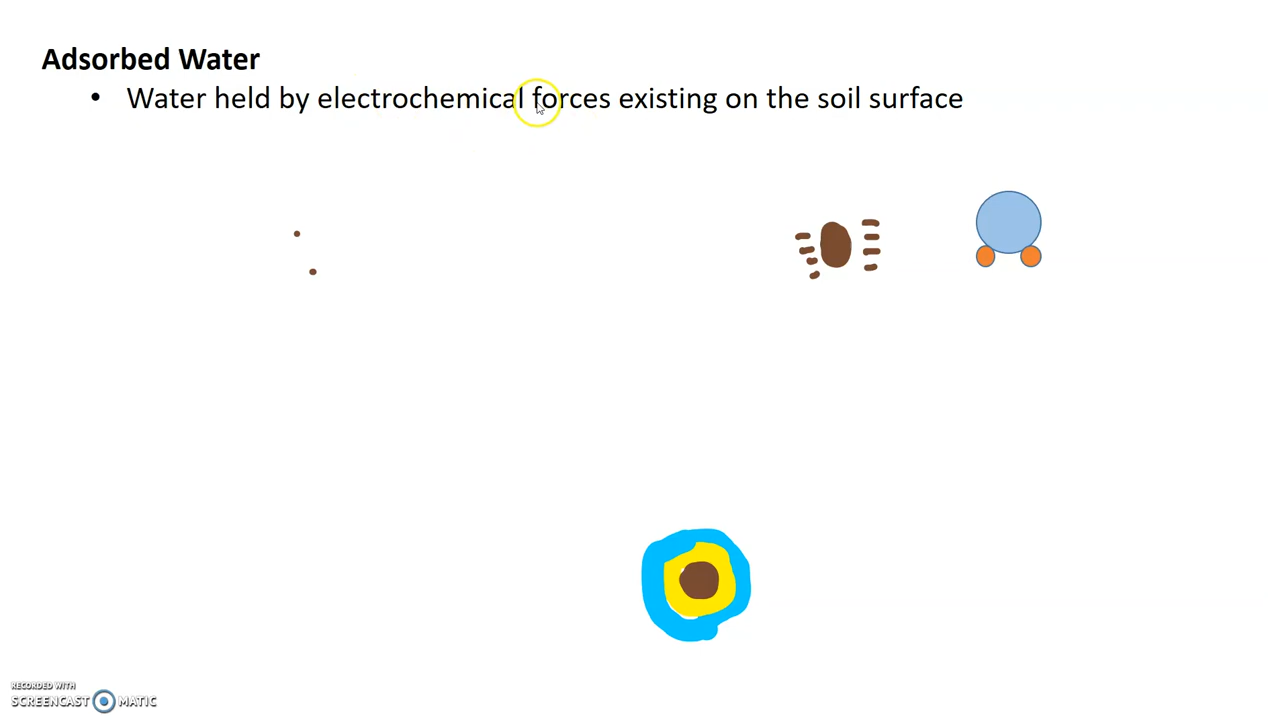 Adsorbed Water
• Water held by electrochemical forces existing on the soil surface
RECORDED WITH
SCREENCAST MATIC